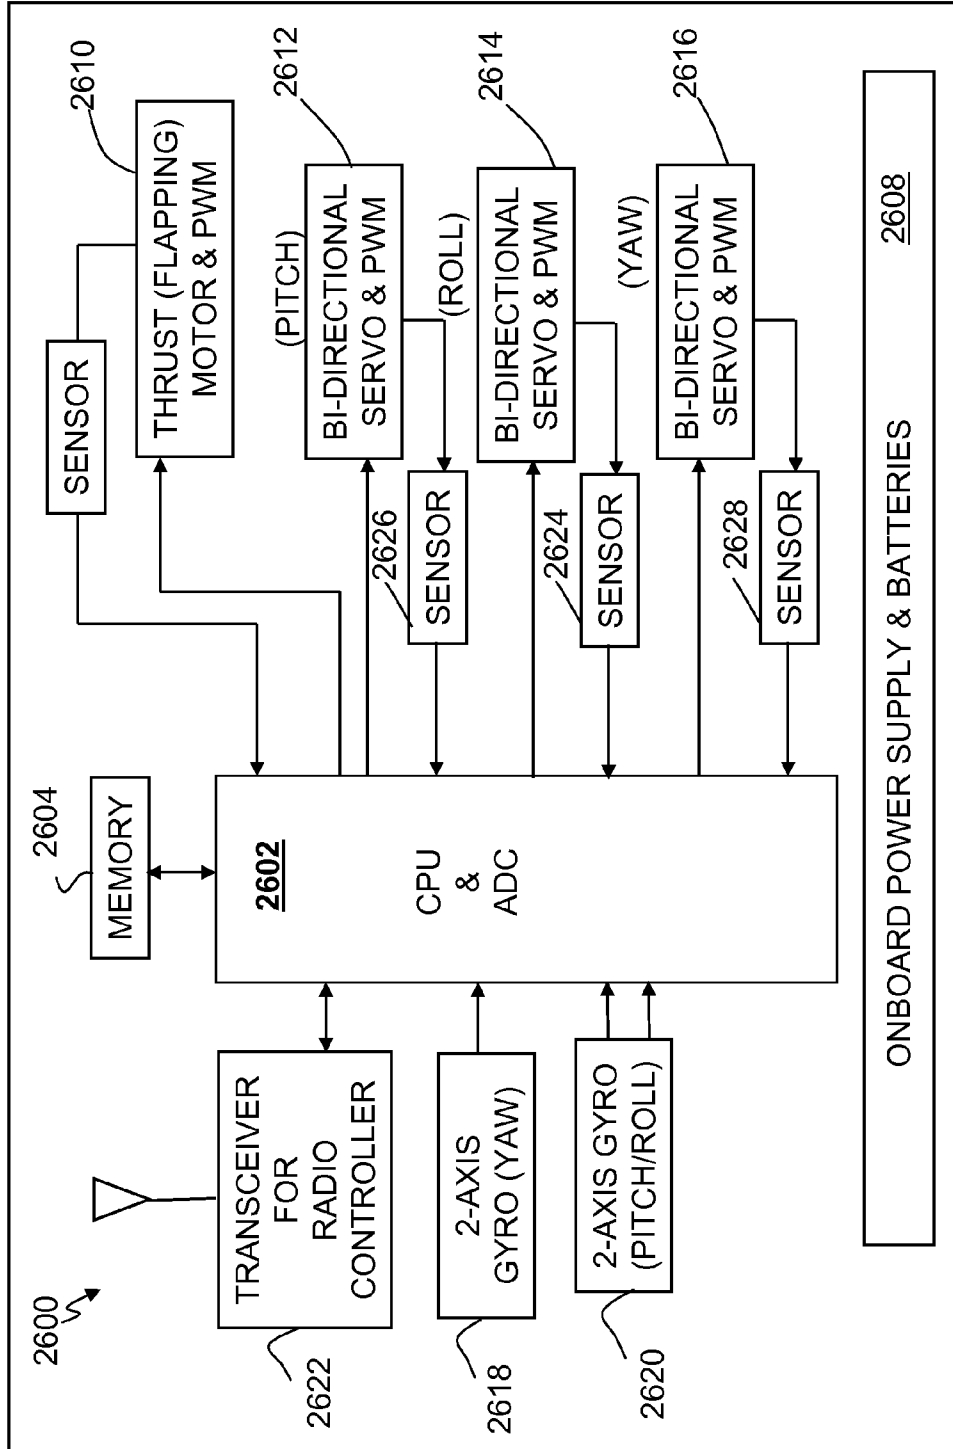 2600
TRANSCEIVER
FOR
RADIO
CONTROLLER
2622
2-AXIS
GYRO (YAW)
2618
2-AXIS GYRO
(PITCH/ROLL)
2620
MEMORY
2604
2602
CPU
&
ADC
SENSOR
THRUST (FLAPPING)
MOTOR & PWM
2610
(PITCH)
BI-DIRECTIONAL
SERVO & PWM
2612
2626
SENSOR
(ROLL)
BI-DIRECTIONAL
SERVO & PWM
2614
2624
SENSOR
(YAW)
BI-DIRECTIONAL
SERVO & PWM
2616
2628
SENSOR
ONBOARD POWER SUPPLY & BATTERIES
2608